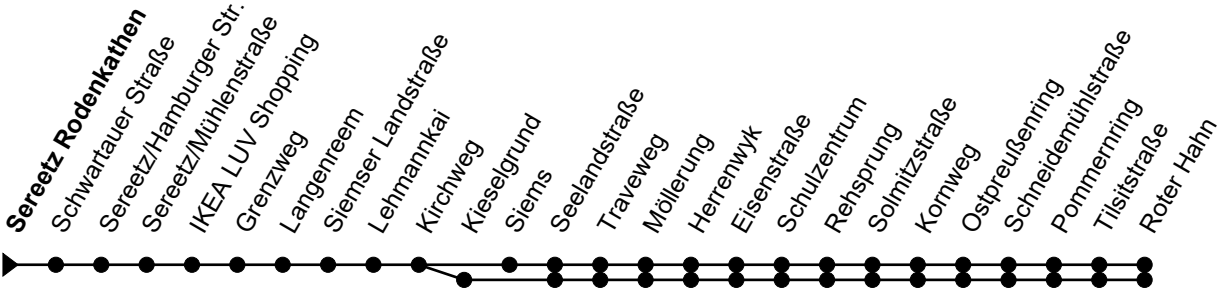 Sereetz Rodenkathen
Schwartauer Straße
Sereetz/Hamburger Str.
Sereetz/Mühlenstraße
IKEA LUV Shopping
Grenzweg
Langenreem
Siemser Landstraße
Lehmannkai
Kirchweg
Kieselgrund
Siems
Seelandstraße
Traveweg
Möllerung
Herrenwyk
Eisenstraße
Schulzentrum
Rehsprung
Solmitzstraße
Kornweg
Ostpreußenring
Schneidemühlstraße
Pommernring
Tilsitstraße
Roter Hahn